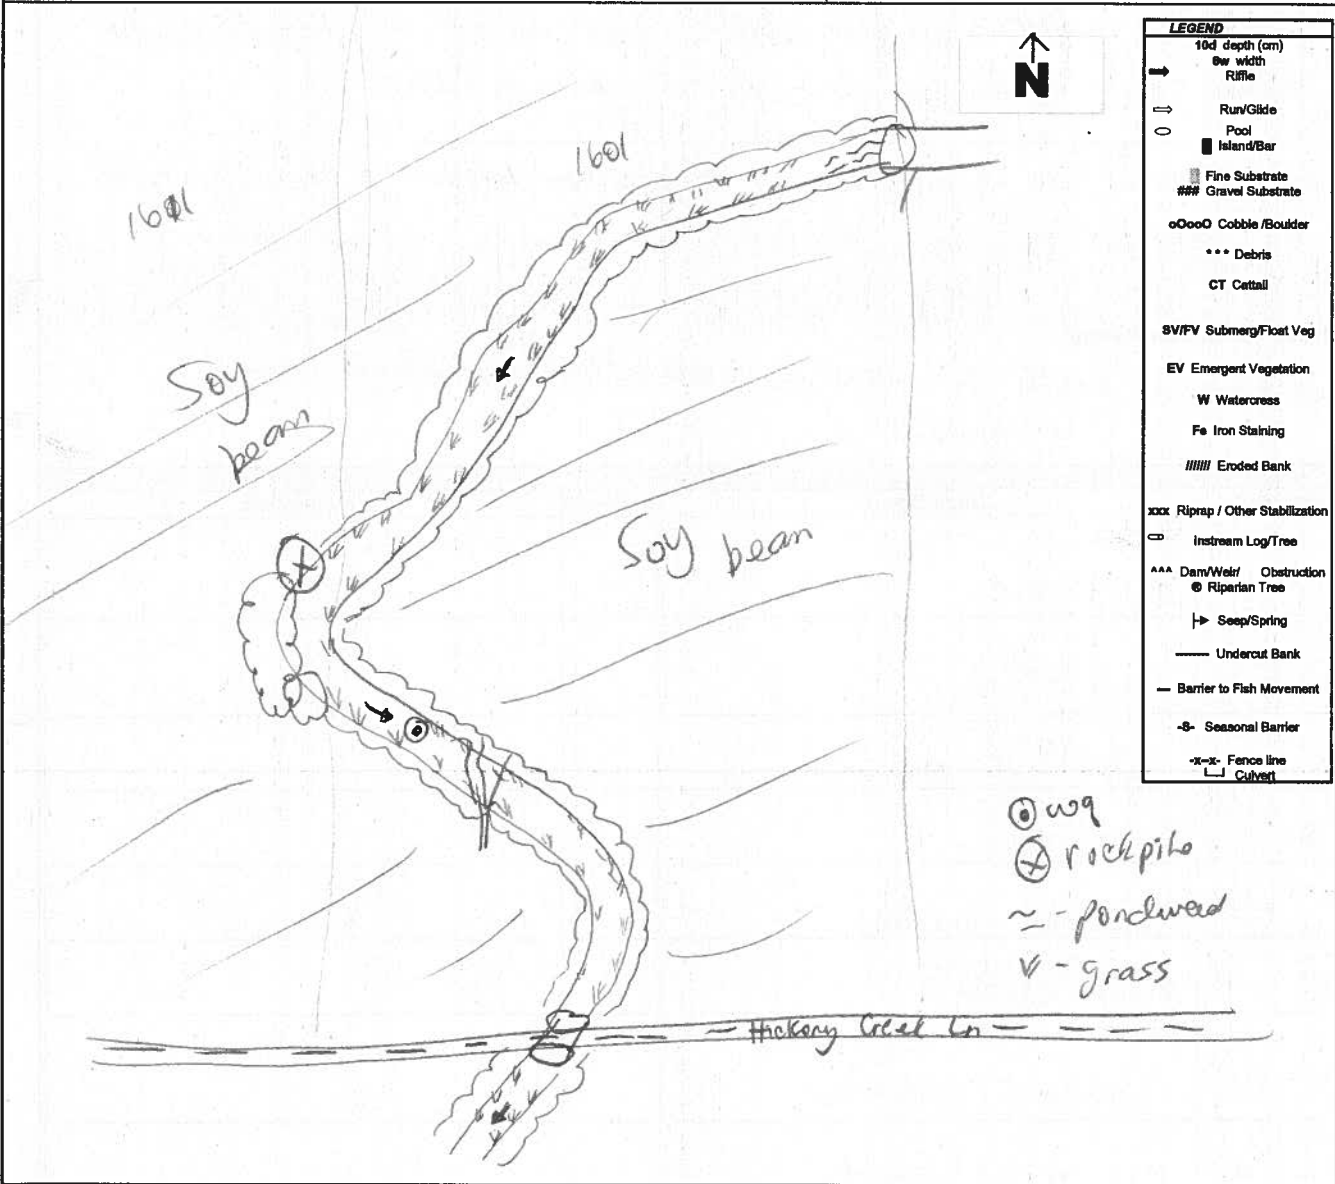 N
1601
1601
Soy
bean
Soy bean
Hickory Creek Ln
LEGEND
10d depth (cm)
8w width
Riffle
Run/Glide
Pool
Island/Bar
Fine Substrate
### Gravel Substrate
oOooO Cobble /Boulder
*** Debris
CT Cattail
SV/FV Submerg/Float Veg
EV Emergent Vegetation
W Watercress
Fe Iron Staining
/////// Eroded Bank
xxx Riprap / Other Stabilization
Instream Log/Tree
^^^ Dam/Weir/ Obstruction
Riparian Tree
Seep/Spring
Undercut Bank
Barrier to Fish Movement
-S- Seasonal Barrier
-x-x- Fence line
Culvert
wq
rockpile
~ - pondweed
- grass